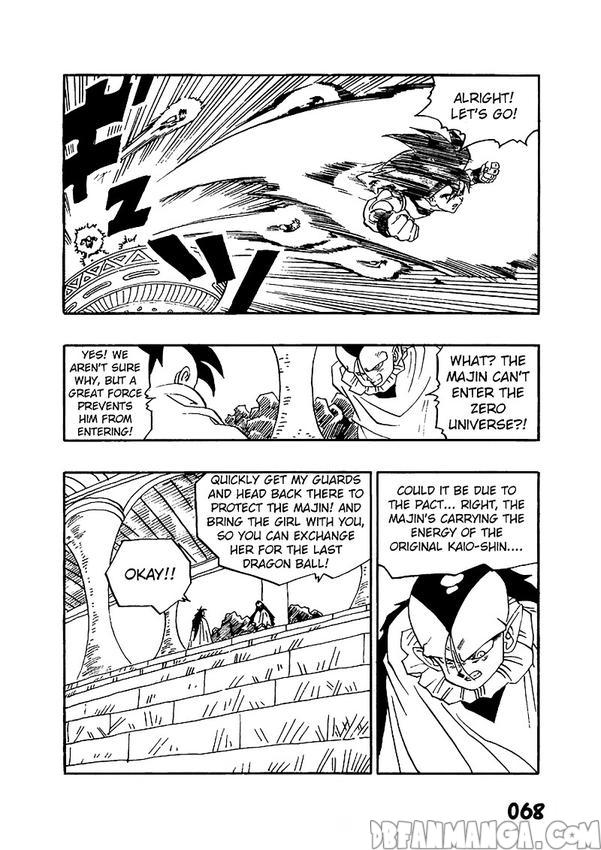 ALRIGHT!
LET'S GO!
ギ
ン
ッ
WHAT? THE
MAJIN CAN'T
ENTER THE
ZERO
UNIVERSE?!
YES! WE
AREN'T SURE
WHY, BUT A
GREAT FORCE
PREVENTS
HIM FROM
ENTERING!
COULD IT BE DUE TO
THE PACT... RIGHT, THE
MAJIN'S CARRYING THE
ENERGY OF THE
ORIGINAL KAIO-SHIN....
QUICKLY GET MY GUARDS
AND HEAD BACK THERE TO
PROTECT THE MAJIN! AND
BRING THE GIRL WITH YOU,
SO YOU CAN EXCHANGE
HER FOR THE LAST
DRAGON BALL!
OKAY!!
068
DBFANMANGA.COM